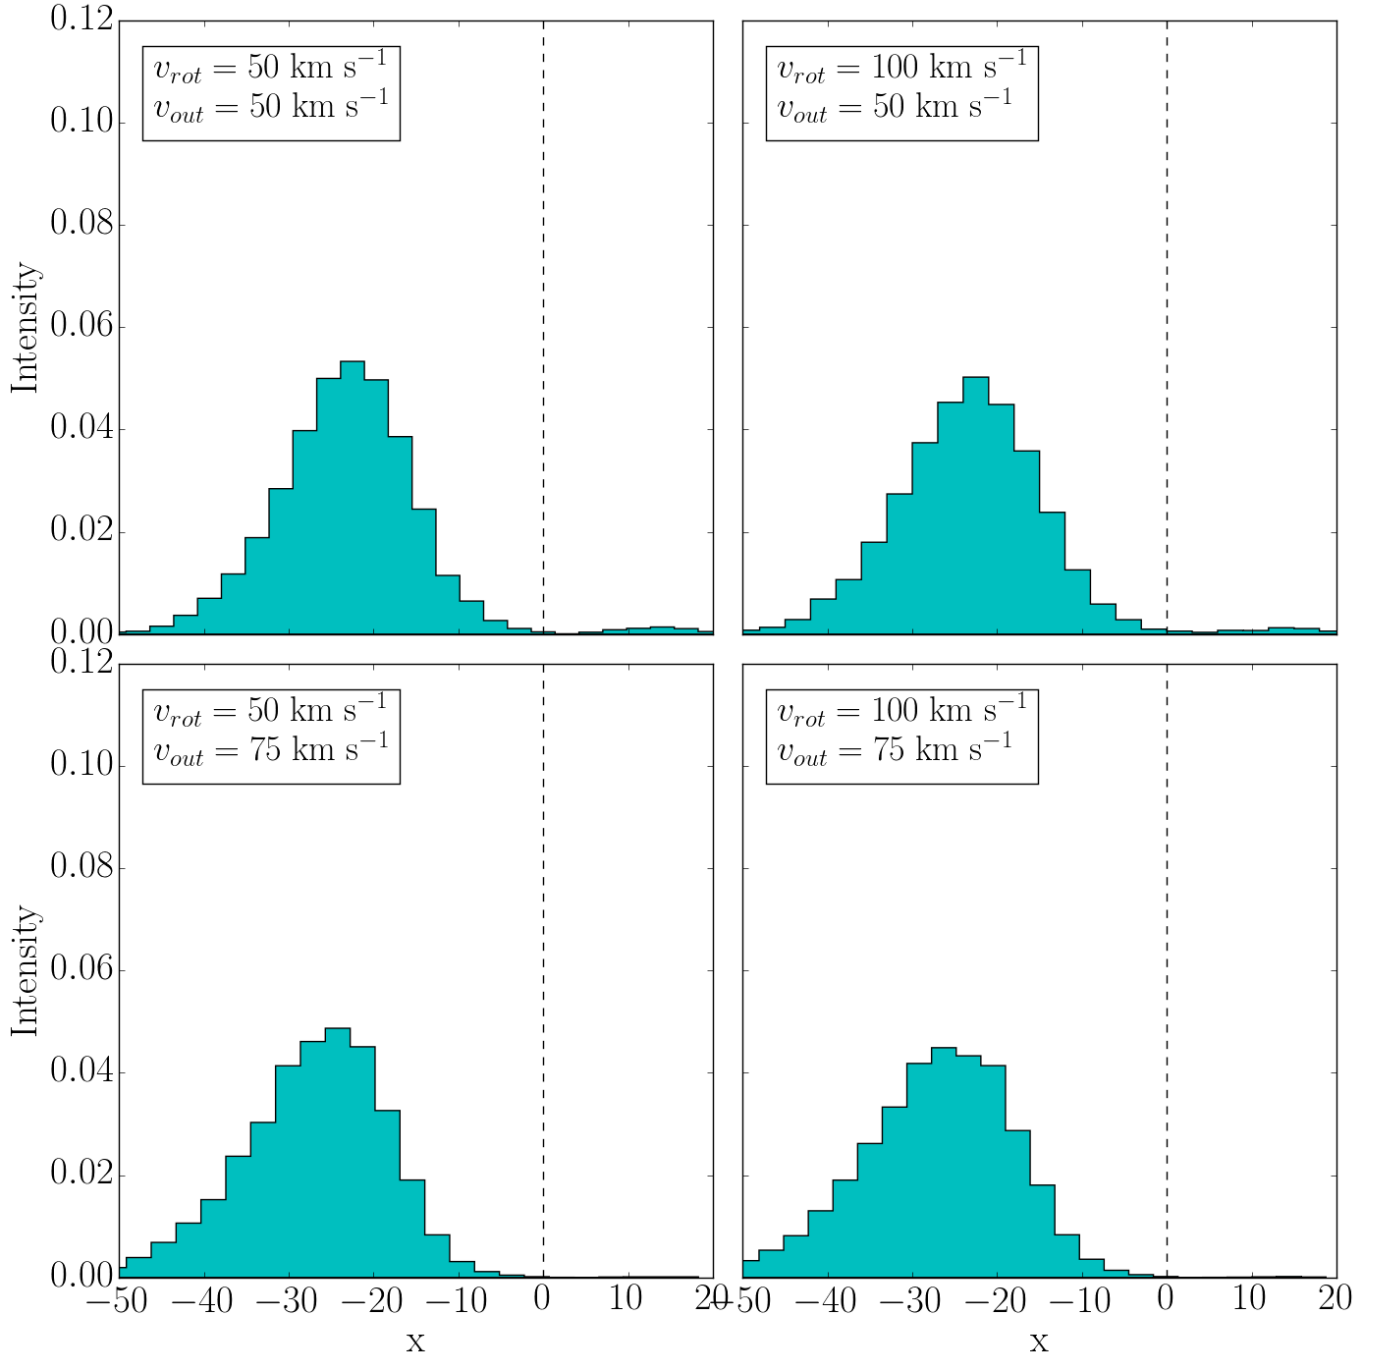 0.12
0.10
0.08
0.06
0.04
0.02
0.00
Intensity
v_rot = 50 km s⁻¹
v_out = 50 km s⁻¹
v_rot = 100 km s⁻¹
v_out = 50 km s⁻¹
0.12
0.10
0.08
0.06
0.04
0.02
0.00
Intensity
v_rot = 50 km s⁻¹
v_out = 75 km s⁻¹
v_rot = 100 km s⁻¹
v_out = 75 km s⁻¹
−50 −40 −30 −20 −10 0 10 20
−50 −40 −30 −20 −10 0 10 20
x
x